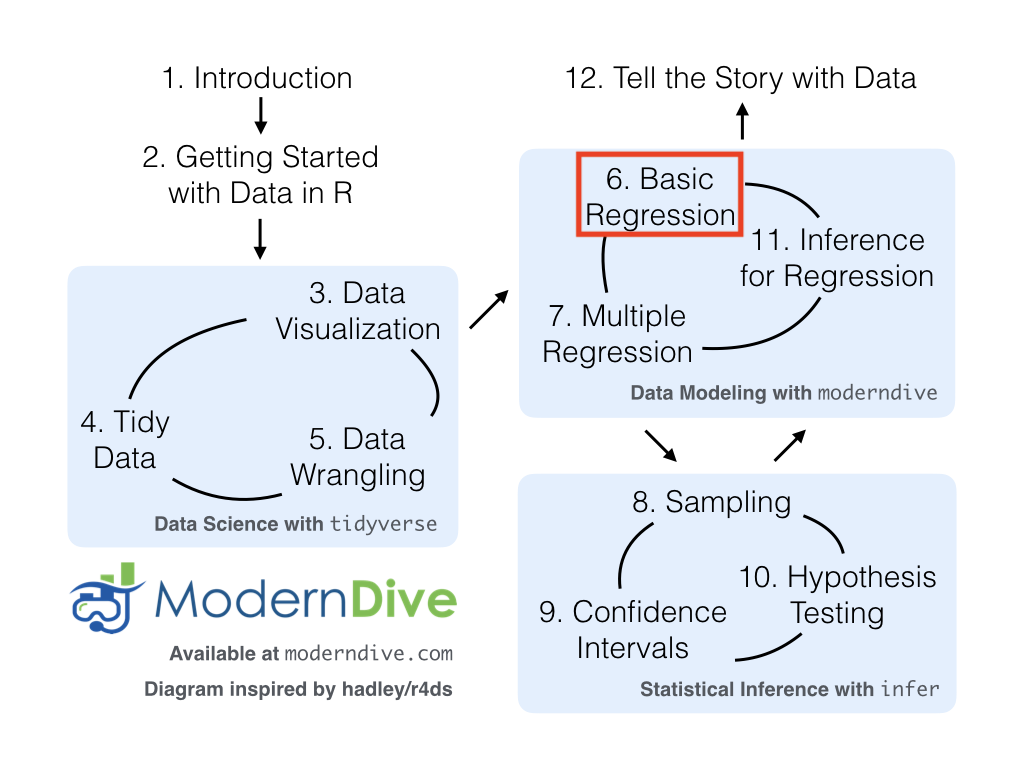 1. Introduction
2. Getting Started
with Data in R
3. Data
Visualization
4. Tidy
Data
5. Data
Wrangling
Data Science with tidyverse
ModernDive
Available at moderndive.com
Diagram inspired by hadley/r4ds
12. Tell the Story with Data
6. Basic
Regression
11. Inference
for Regression
7. Multiple
Regression
Data Modeling with moderndive
8. Sampling
10. Hypothesis
Testing
9. Confidence
Intervals
Statistical Inference with infer